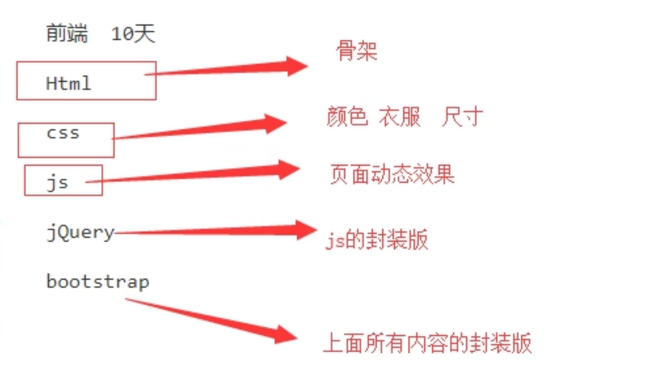 前端 10天
Html
骨架
css
颜色 衣服 尺寸
js
页面动态效果
jQuery
js的封装版
bootstrap
上面所有内容的封装版